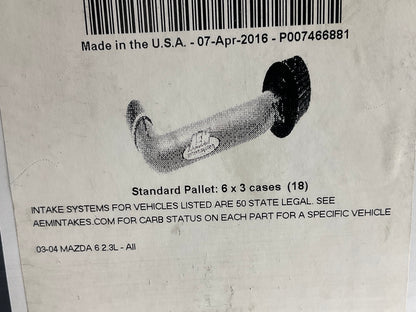 Made in the U.S.A. - 07-Apr-2016 - P007466881
AEM
Standard Pallet: 6 x 3 cases (18)
INTAKE SYSTEMS FOR VEHICLES LISTED ARE 50 STATE LEGAL. SEE
AEMINTAKES.COM FOR CARB STATUS ON EACH PART FOR A SPECIFIC VEHICLE
03-04 MAZDA 6 2.3L - All